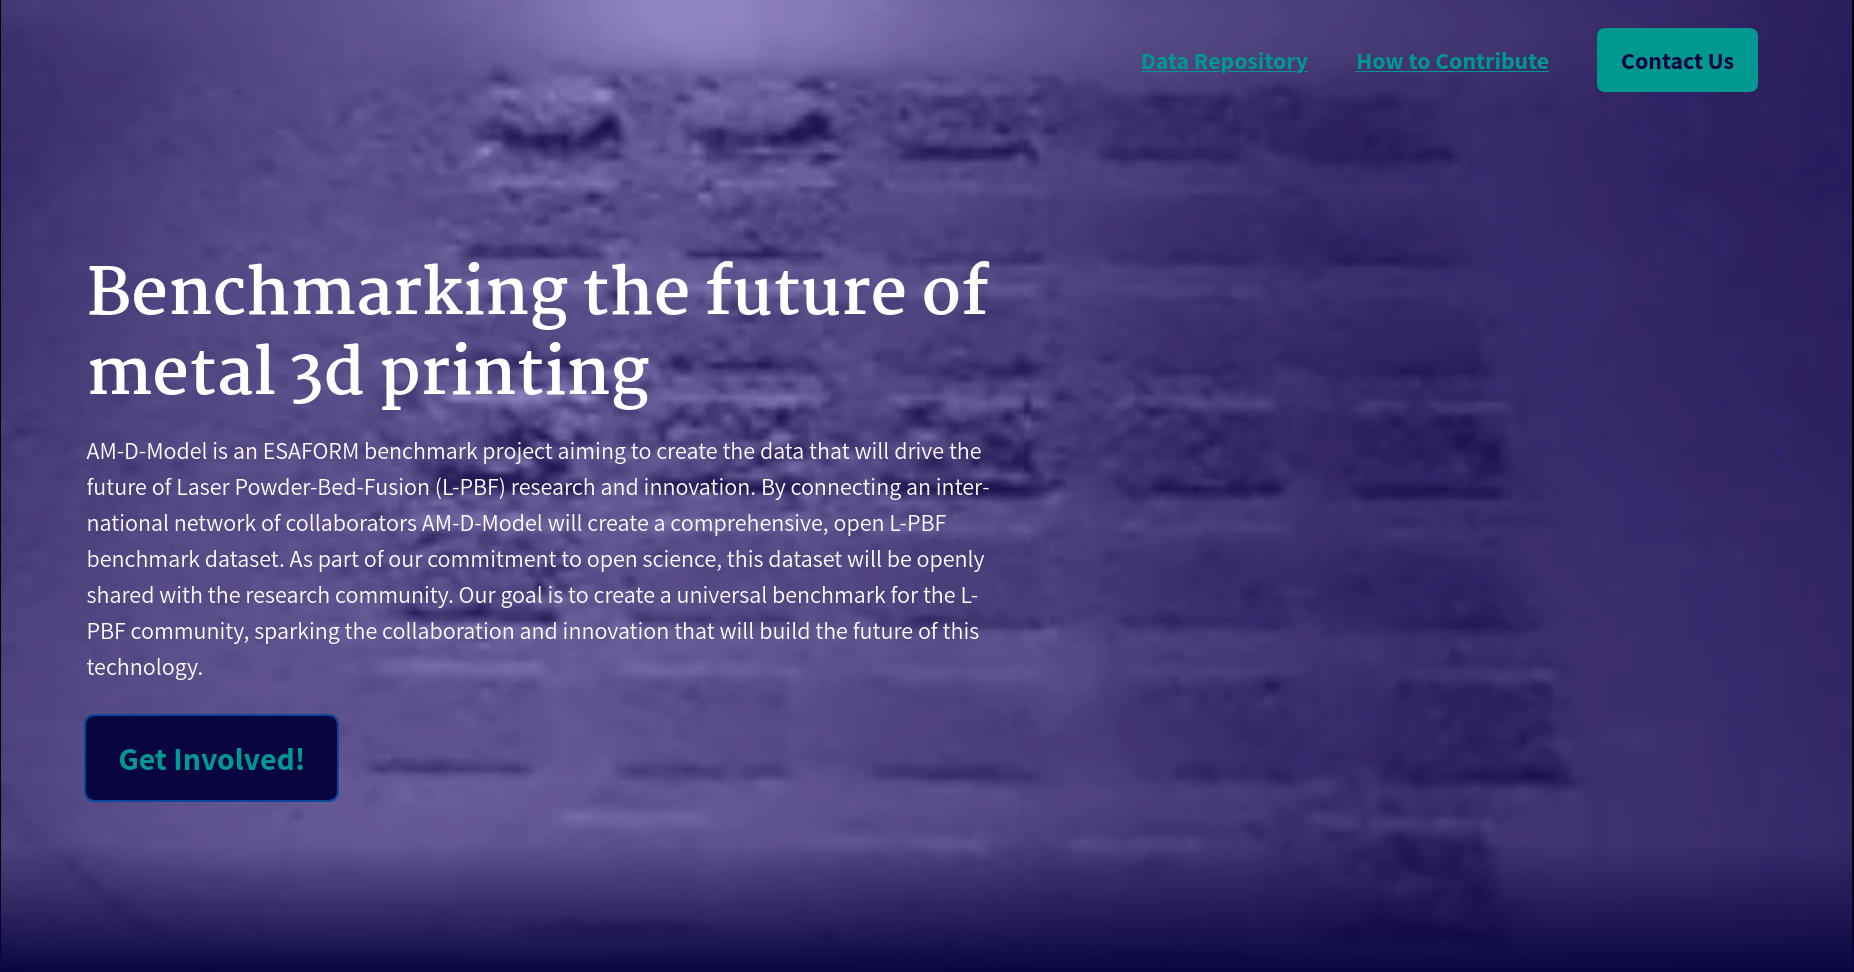 Data Repository
How to Contribute
Contact Us
Benchmarking the future of
metal 3d printing
AM-D-Model is an ESAFORM benchmark project aiming to create the data that will drive the
future of Laser Powder-Bed-Fusion (L-PBF) research and innovation. By connecting an inter-
national network of collaborators AM-D-Model will create a comprehensive, open L-PBF
benchmark dataset. As part of our commitment to open science, this dataset will be openly
shared with the research community. Our goal is to create a universal benchmark for the L-
PBF community, sparking the collaboration and innovation that will build the future of this
technology.
Get Involved!